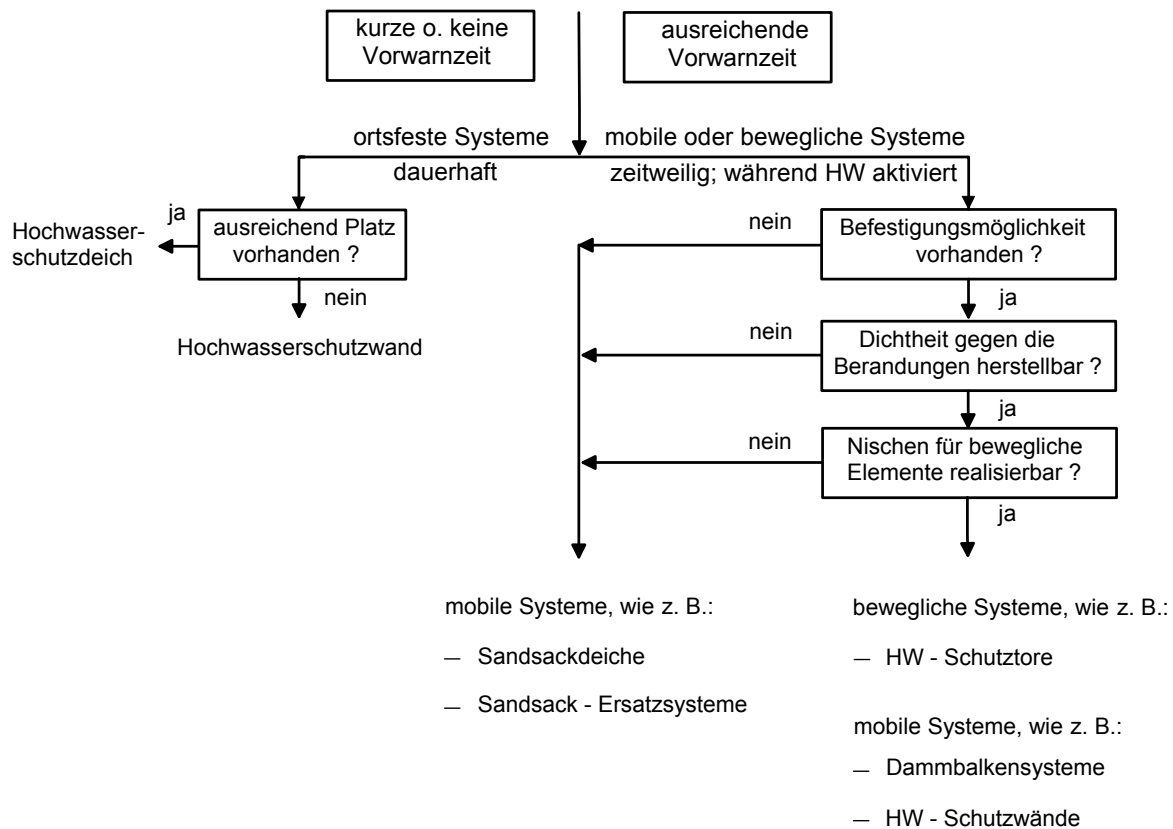 kurze o. keine
Vorwarnzeit
ausreichende
Vorwarnzeit
ortsfeste Systeme
dauerhaft
mobile oder bewegliche Systeme
zeitweilig; während HW aktiviert
ausreichend Platz
vorhanden ?
ja
Hochwasser-
schutzdeich
nein
Hochwasserschutzwand
Befestigungsmöglichkeit
vorhanden ?
nein
ja
Dichtheit gegen die
Berandungen herstellbar ?
nein
ja
Nischen für bewegliche
Elemente realisierbar ?
nein
ja
mobile Systeme, wie z. B.:
– Sandsackdeiche
– Sandsack - Ersatzsysteme
bewegliche Systeme, wie z. B.:
– HW - Schutztore
mobile Systeme, wie z. B.:
– Dammbalkensysteme
– HW - Schutzwände